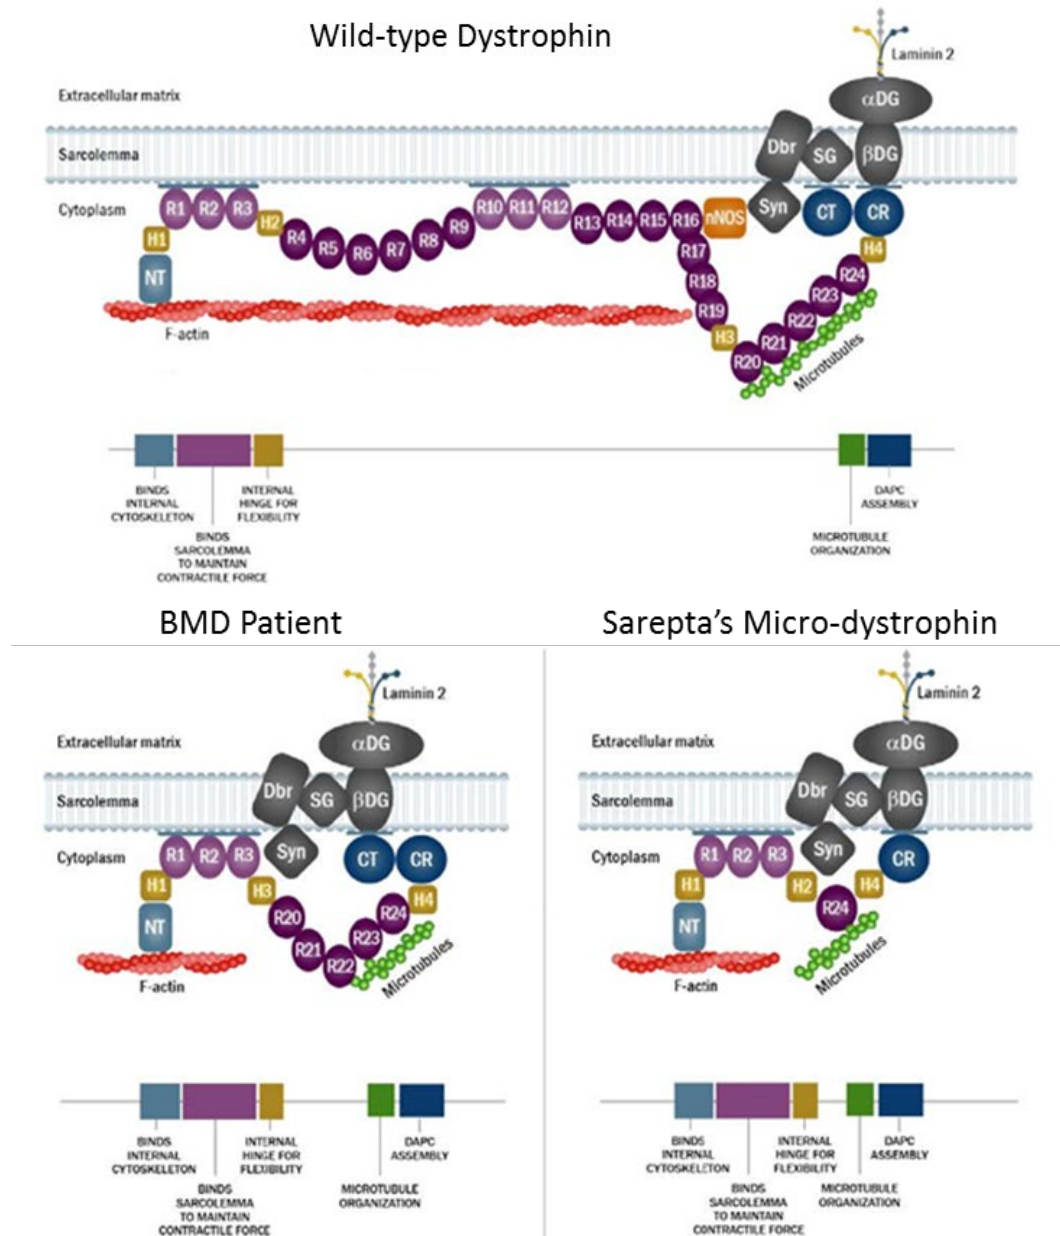 Wild-type Dystrophin
Laminin 2
αDG
Extracellular matrix
Sarcolemma
Dbr
SG
βDG
Cytoplasm
R1
R2
R3
H2
R4
R5
R6
R7
R8
R9
R10
R11
R12
R13
R14
R15
R16
nNOS
Syn
CT
CR
H1
NT
R17
R18
R19
H3
R20
R21
R22
R23
R24
H4
F-actin
Microtubules
BINDS
INTERNAL
CYTOSKELETON
BINDS
SARCOLEMMA
TO MAINTAIN
CONTRACTILE FORCE
INTERNAL
HINGE FOR
FLEXIBILITY
MICROTUBULE
ORGANIZATION
DAPC
ASSEMBLY
BMD Patient
Laminin 2
αDG
Extracellular matrix
Sarcolemma
Dbr
SG
βDG
Cytoplasm
R1
R2
R3
Syn
CT
CR
H1
NT
H3
R20
R21
R22
R23
R24
H4
F-actin
Microtubules
BINDS
INTERNAL
CYTOSKELETON
BINDS
SARCOLEMMA
TO MAINTAIN
CONTRACTILE FORCE
INTERNAL
HINGE FOR
FLEXIBILITY
MICROTUBULE
ORGANIZATION
DAPC
ASSEMBLY
Sarepta’s Micro-dystrophin
Laminin 2
αDG
Extracellular matrix
Sarcolemma
Dbr
SG
βDG
Cytoplasm
R1
R2
R3
Syn
CR
H1
NT
H2
R24
H4
F-actin
Microtubules
BINDS
INTERNAL
CYTOSKELETON
BINDS
SARCOLEMMA
TO MAINTAIN
CONTRACTILE FORCE
INTERNAL
HINGE FOR
FLEXIBILITY
MICROTUBULE
ORGANIZATION
DAPC
ASSEMBLY